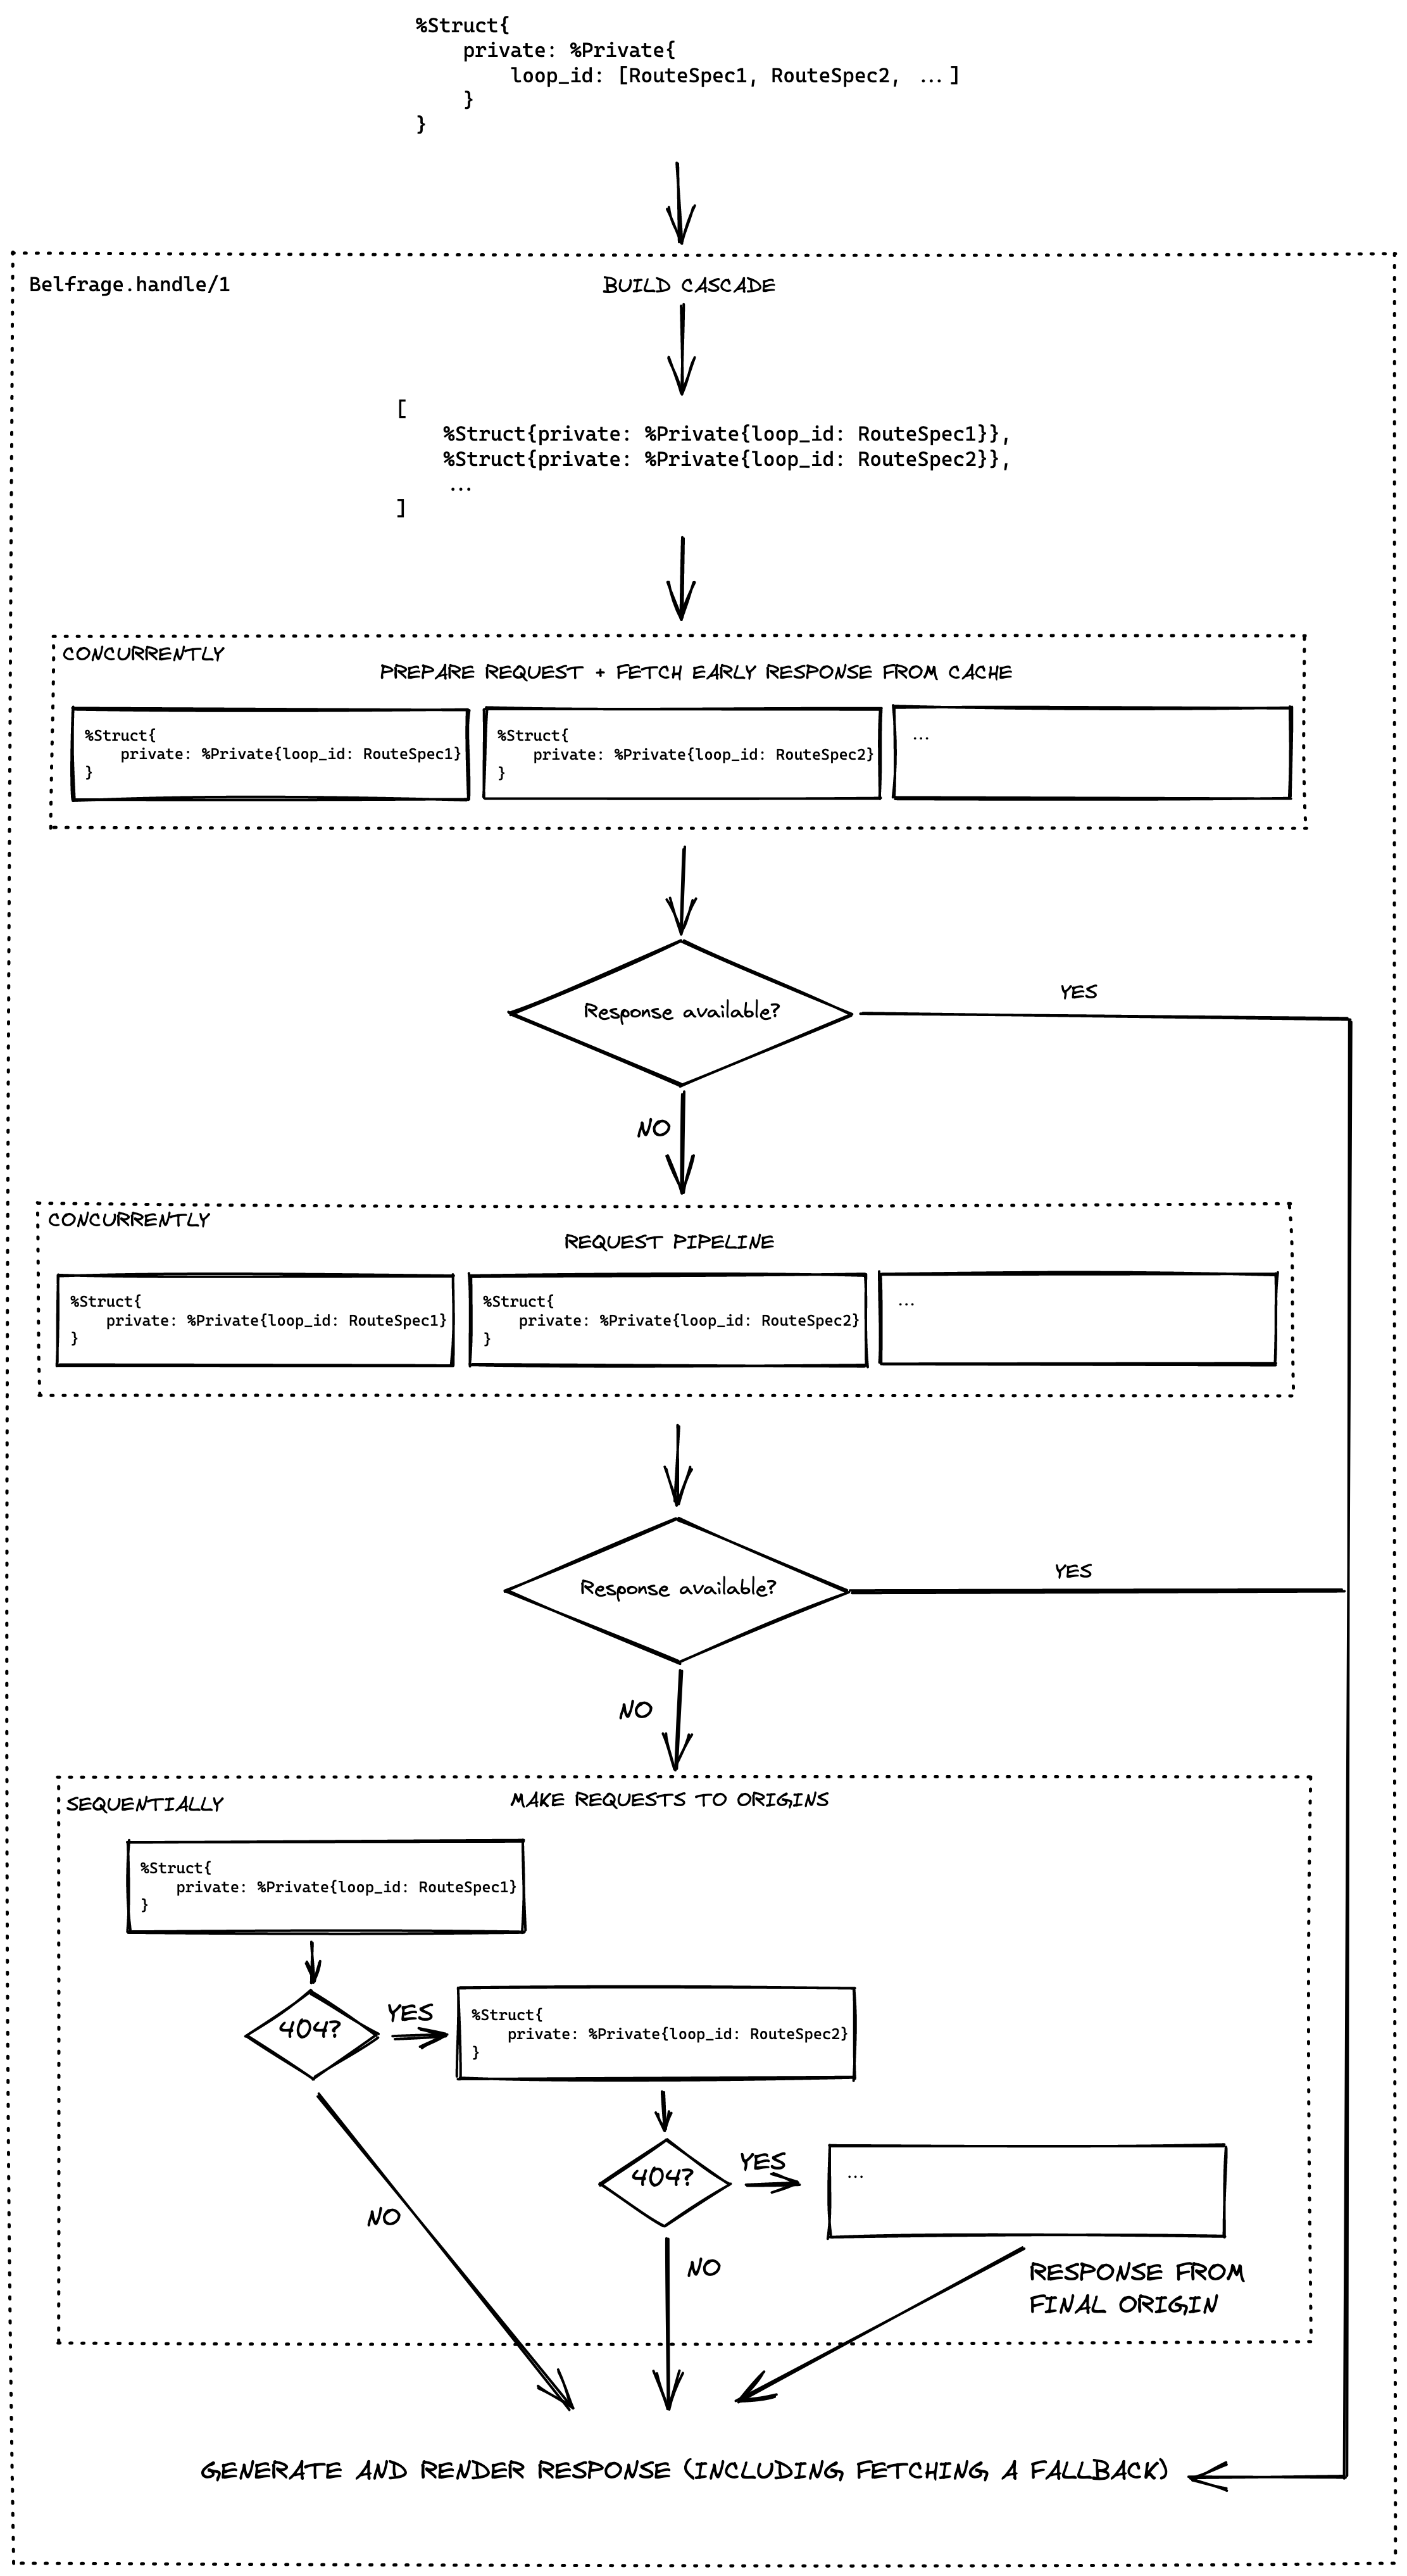 %Struct{
    private: %Private{
        loop_id: [RouteSpec1, RouteSpec2, ...]
    }
}
Belfrage.handle/1
BUILD CASCADE
[
    %Struct{private: %Private{loop_id: RouteSpec1}},
    %Struct{private: %Private{loop_id: RouteSpec2}},
    ...
]
CONCURRENTLY
PREPARE REQUEST + FETCH EARLY RESPONSE FROM CACHE
%Struct{
    private: %Private{loop_id: RouteSpec1}
}
%Struct{
    private: %Private{loop_id: RouteSpec2}
}
...
Response available?
YES
NO
CONCURRENTLY
REQUEST PIPELINE
%Struct{
    private: %Private{loop_id: RouteSpec1}
}
%Struct{
    private: %Private{loop_id: RouteSpec2}
}
...
Response available?
YES
NO
SEQUENTIALLY
MAKE REQUESTS TO ORIGINS
%Struct{
    private: %Private{loop_id: RouteSpec1}
}
404?
YES
%Struct{
    private: %Private{loop_id: RouteSpec2}
}
404?
YES
...
NO
NO
RESPONSE FROM
FINAL ORIGIN
GENERATE AND RENDER RESPONSE (INCLUDING FETCHING A FALLBACK)